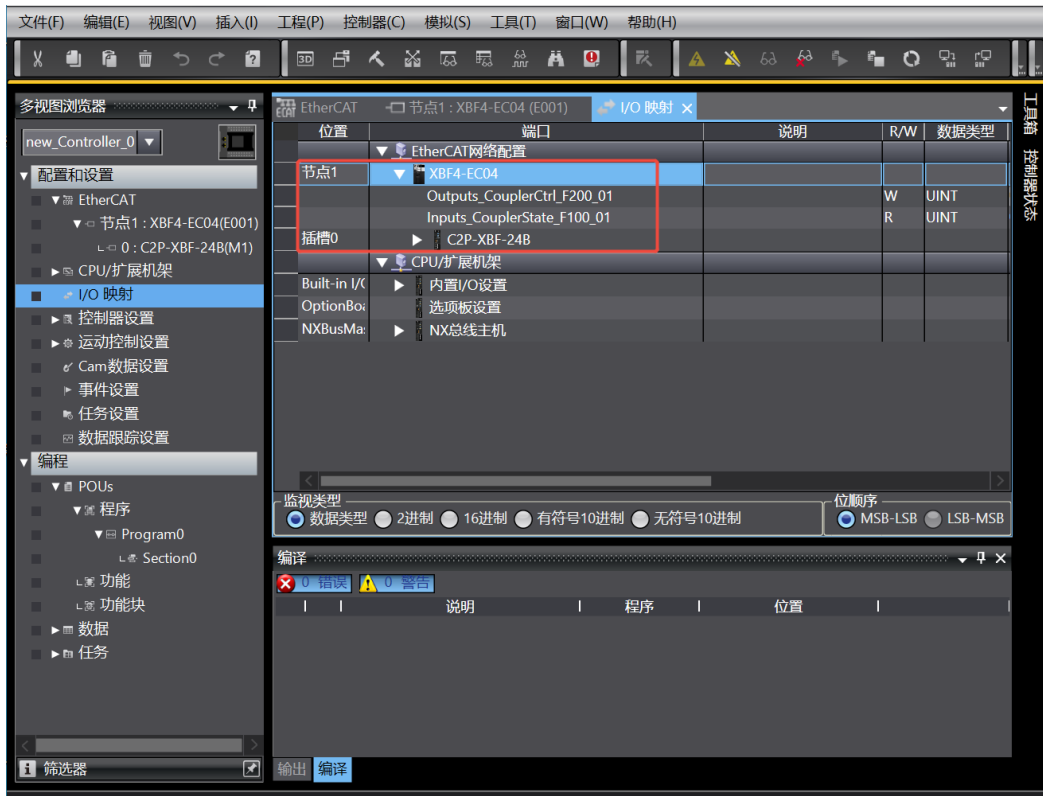 文件(F) 编辑(E) 视图(V) 插入(I) 工程(P) 控制器(C) 模拟(S) 工具(T) 窗口(W) 帮助(H)
3D
多视图浏览器
new_Controller_0
配置和设置
EtherCAT
节点1 : XBF4-EC04(E001)
0 : C2P-XBF-24B(M1)
CPU/扩展机架
I/O 映射
控制器设置
运动控制设置
Cam数据设置
事件设置
任务设置
数据跟踪设置
编程
POUs
程序
Program0
Section0
功能
功能块
数据
任务
筛选器
EtherCAT 节点1 : XBF4-EC04 (E001) I/O 映射
位置 端口 说明 R/W 数据类型
EtherCAT网络配置
节点1 XBF4-EC04
Outputs_CouplerCtrl_F200_01 W UINT
Inputs_CouplerState_F100_01 R UINT
插槽0 C2P-XBF-24B
CPU/扩展机架
Built-in I/( 内置I/O设置
OptionBoa 选项板设置
NXBusMa: NX总线主机
监视类型 位顺序
数据类型 2进制 16进制 有符号10进制 无符号10进制 MSB-LSB LSB-MSB
编译
0 错误 0 警告
说明 程序 位置
输出 编译
工具箱
控制器状态